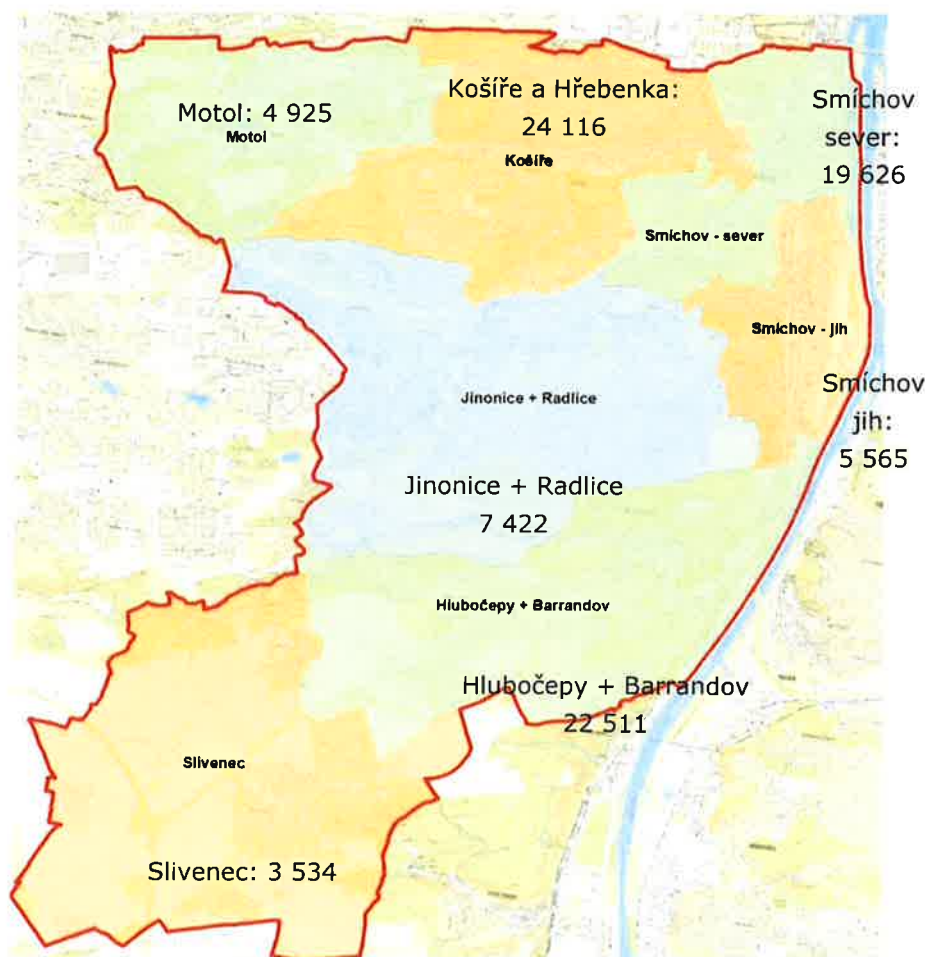 Motol: 4 925
Motol
Košíře a Hřebenka:
24 116
Košíře
Smíchov
sever:
19 626
Smíchov - sever
Smíchov - jih
Smíchov
jih:
5 565
Jinonice + Radlice
Jinonice + Radlice
7 422
Hlubočepy + Barrandov
Hlubočepy + Barrandov
22 511
Slivenec
Slivenec: 3 534